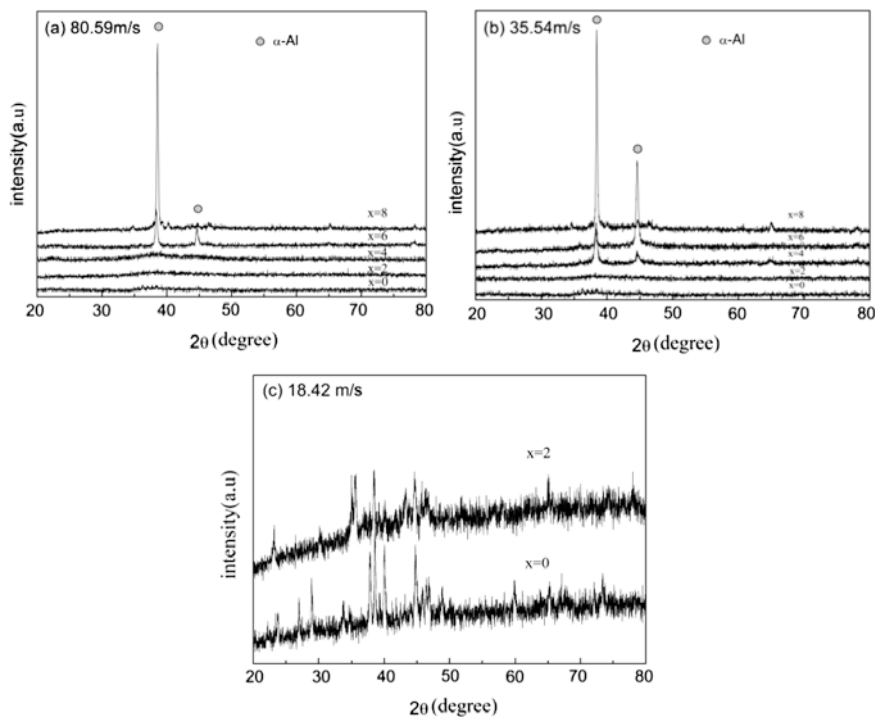 (a) 80.59m/s
α-Al
x=8
x=6
x=4
x=2
x=0
intensity(a.u)
20 30 40 50 60 70 80
2θ (degree)
(b) 35.54m/s
α-Al
x=8
x=6
x=4
x=2
x=0
intensity(a.u)
20 30 40 50 60 70 80
2θ (degree)
(c) 18.42 m/s
x=2
x=0
intensity(a.u)
20 30 40 50 60 70 80
2θ (degree)